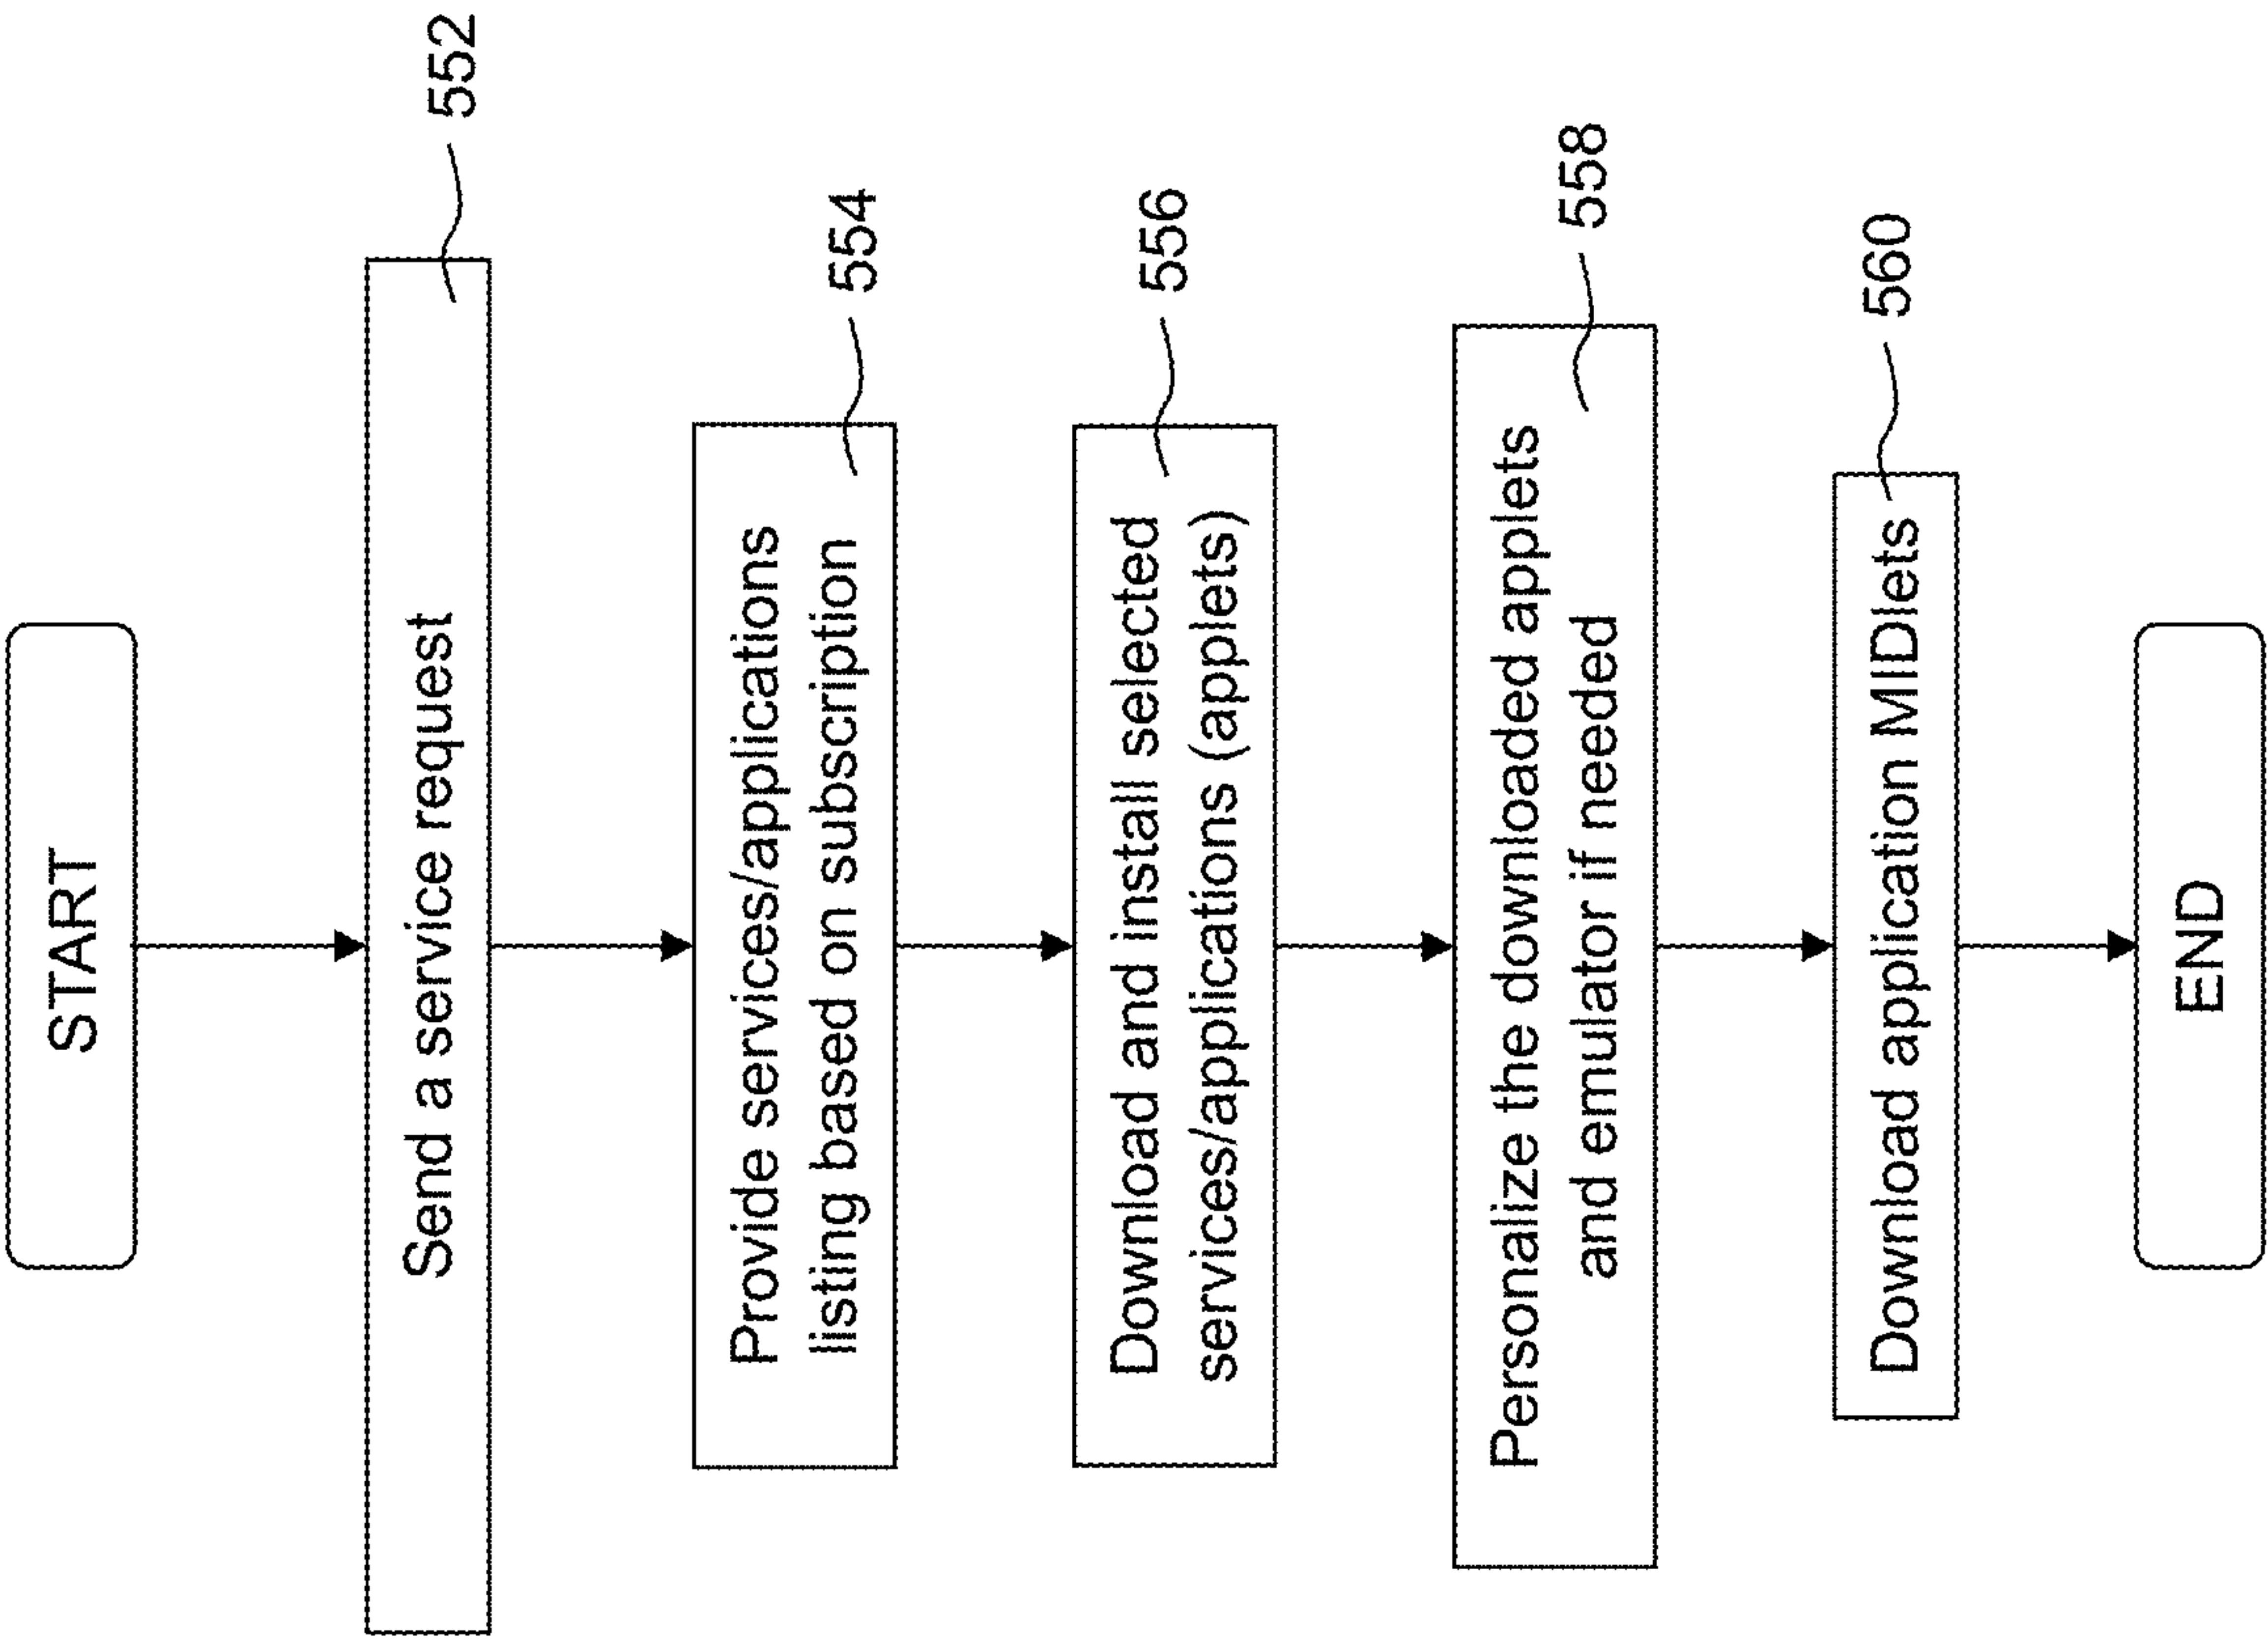 START
Send a service request
552
Provide services/applications
listing based on subscription
554
Download and install selected
services/applications (applets)
556
Personalize the downloaded applets
and emulator if needed
558
Download application MIDlets
560
END